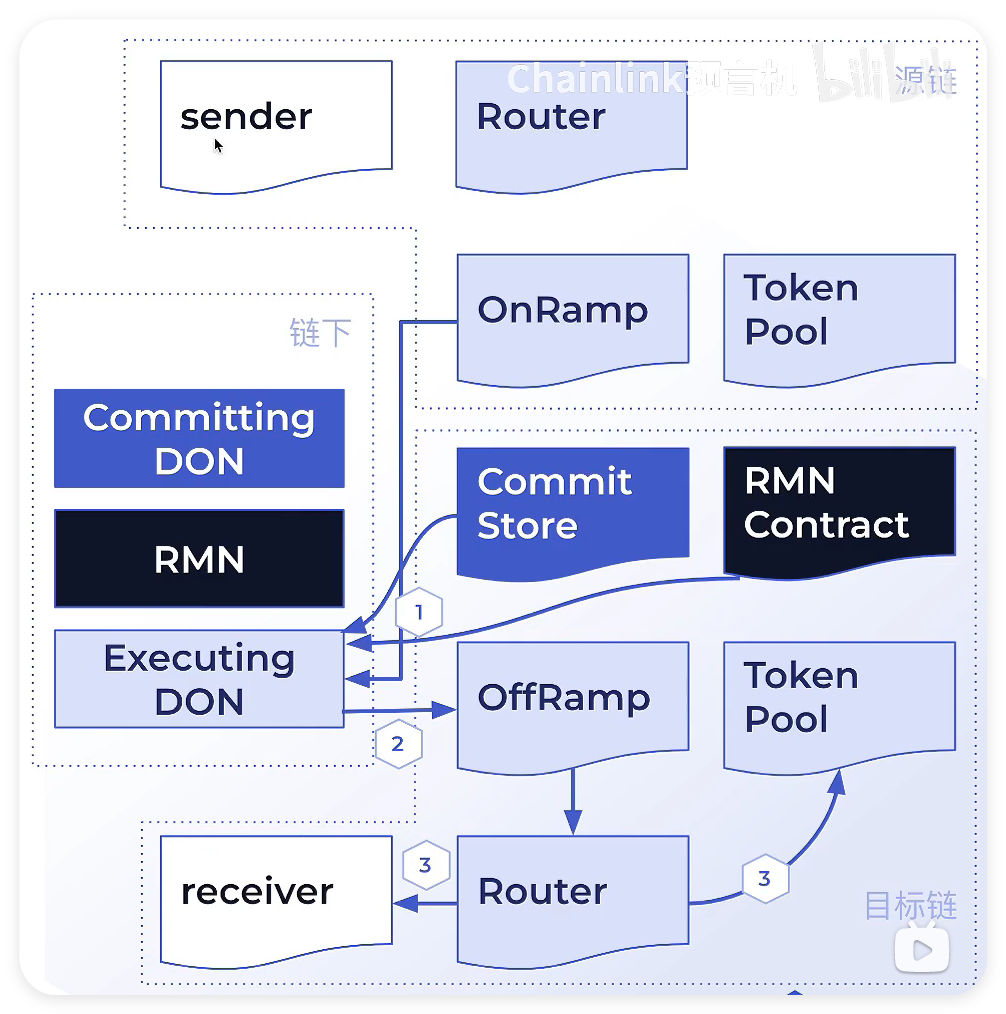 Chainlink预言机 bilibili
源链
sender
Router
OnRamp
Token
Pool
链下
Committing
DON
Commit
Store
RMN
Contract
RMN
1
Executing
DON
OffRamp
Token
Pool
2
receiver
3
Router
3
目标链